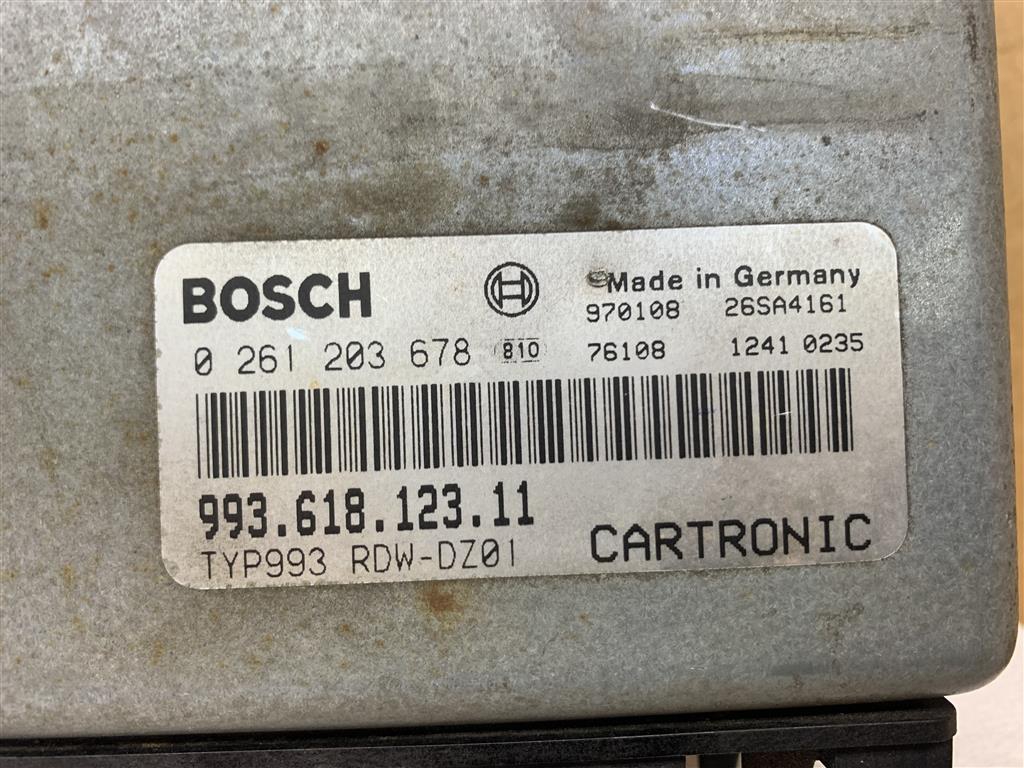 BOSCH
Made in Germany
970108 26SA4161
0 261 203 678 810 76108 1241 0235
993.618.123.11
TYP993 RDW-DZ01
CARTRONIC